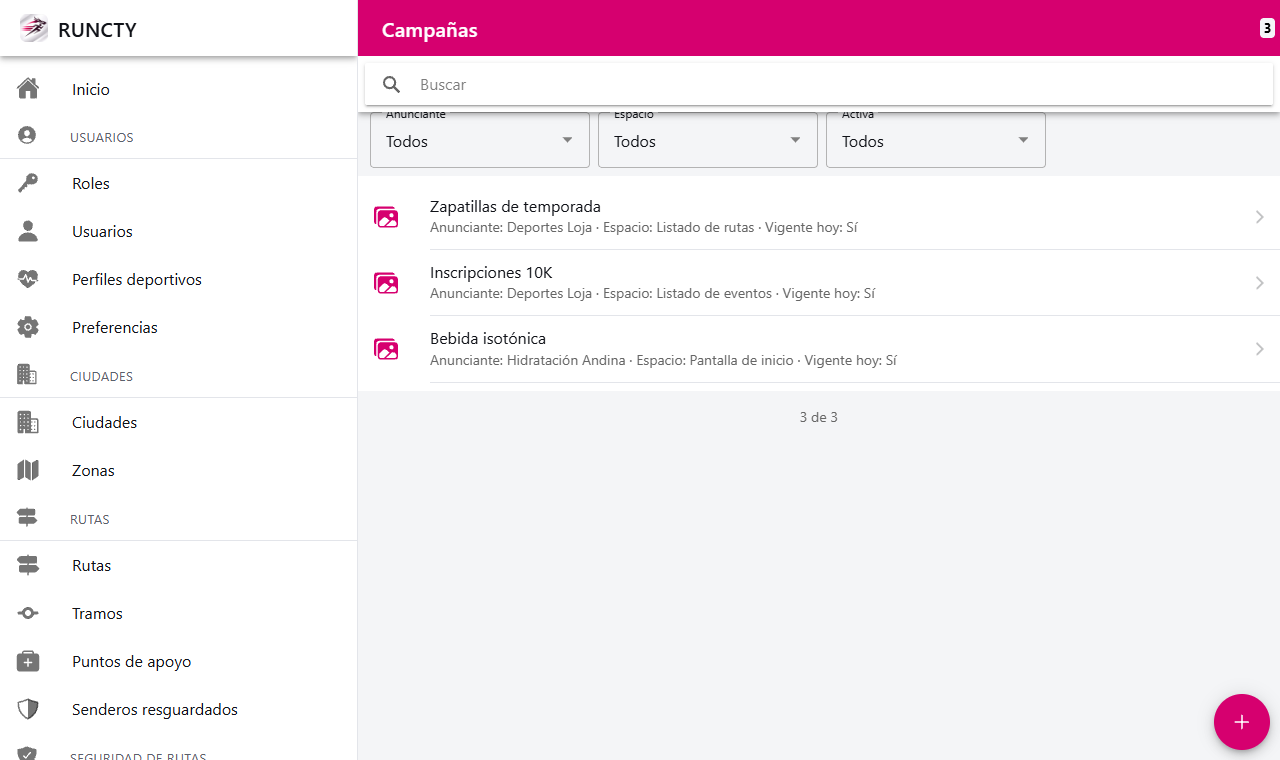 RUNCTY
Inicio
USUARIOS
Roles
Usuarios
Perfiles deportivos
Preferencias
CIUDADES
Ciudades
Zonas
RUTAS
Rutas
Tramos
Puntos de apoyo
Senderos resguardados
SEGURIDAD DE RUTAS
Campañas
3
Buscar
Anunciante
Todos
Espacio
Todos
Activa
Todos
Zapatillas de temporada
Anunciante: Deportes Loja · Espacio: Listado de rutas · Vigente hoy: Sí
Inscripciones 10K
Anunciante: Deportes Loja · Espacio: Listado de eventos · Vigente hoy: Sí
Bebida isotónica
Anunciante: Hidratación Andina · Espacio: Pantalla de inicio · Vigente hoy: Sí
3 de 3